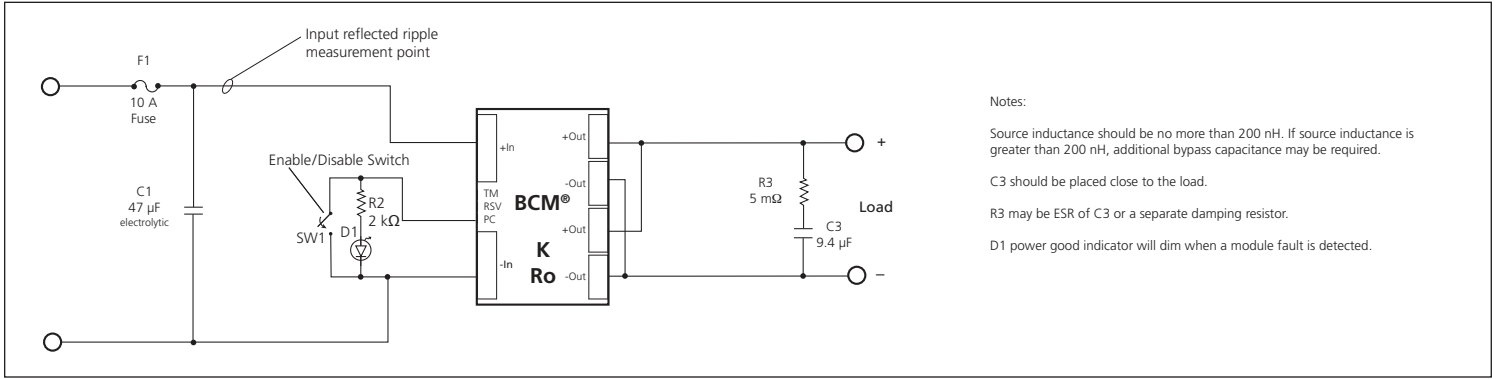 Input reflected ripple
measurement point
F1
10 A
Fuse
C1
47 µF
electrolytic
Enable/Disable Switch
R2
2 kΩ
D1
SW1
+In
TM
RSV
PC
-In
BCM®
K
Ro
+Out
-Out
+Out
-Out
R3
5 mΩ
C3
9.4 µF
+
Load
–
Notes:
Source inductance should be no more than 200 nH. If source inductance is
greater than 200 nH, additional bypass capacitance may be required.
C3 should be placed close to the load.
R3 may be ESR of C3 or a separate damping resistor.
D1 power good indicator will dim when a module fault is detected.